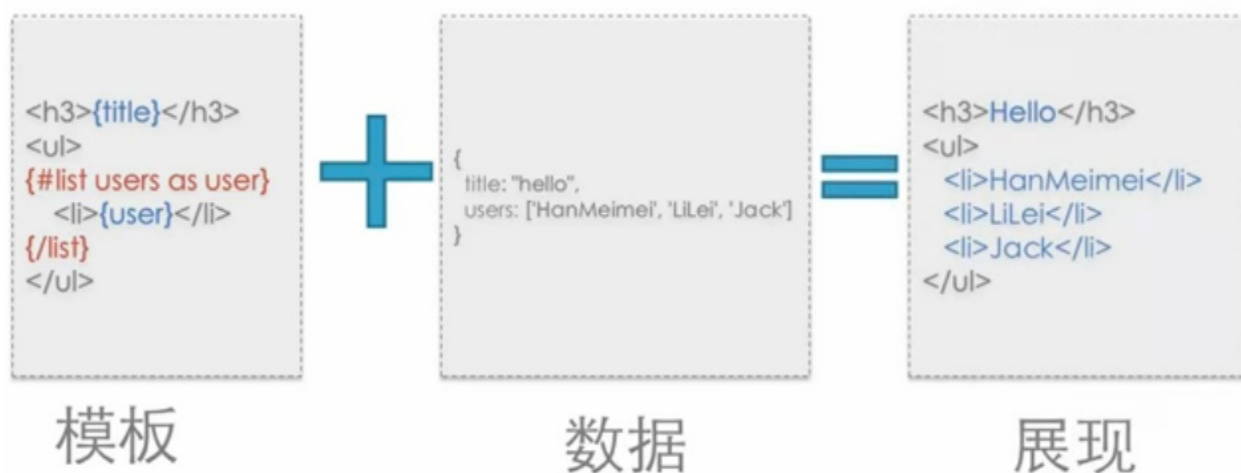 <h3>{title}</h3>
<ul>
{#list users as user}
<li>{user}</li>
{/list}
</ul>
{
title: "hello",
users: ['HanMeimei', 'LiLei', 'Jack']
}
<h3>Hello</h3>
<ul>
<li>HanMeimei</li>
<li>LiLei</li>
<li>Jack</li>
</ul>
模板
数据
展现